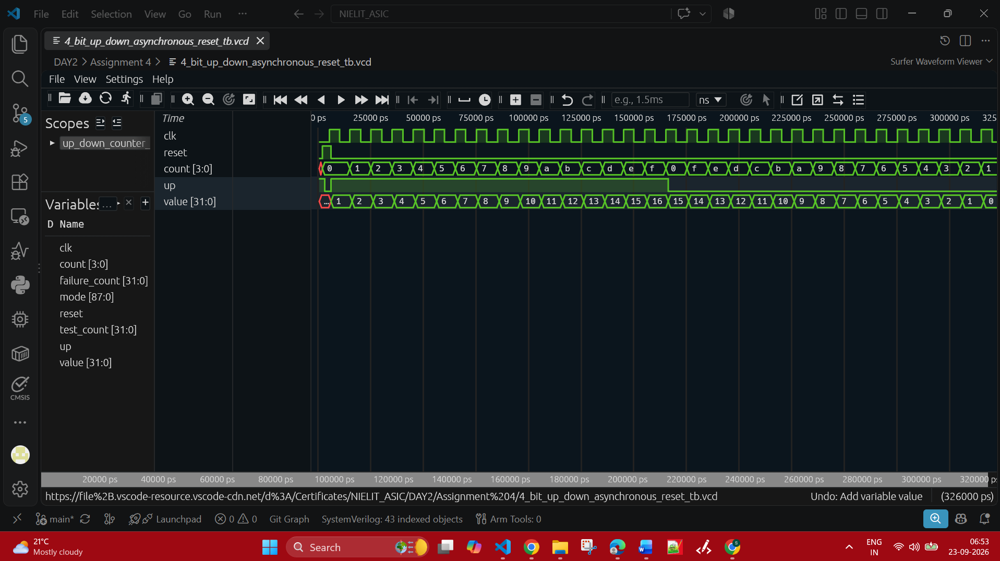 File Edit Selection View Go Run ··· NIELIT_ASIC
4_bit_up_down_asynchronous_reset_tb.vcd
DAY2 > Assignment 4 > 4_bit_up_down_asynchronous_reset_tb.vcd Surfer Waveform Viewer
File View Settings Help
e.g., 1.5ms ns
Scopes
up_down_counter_
Variables ...
D Name
clk
count [3:0]
failure_count [31:0]
mode [87:0]
reset
test_count [31:0]
up
value [31:0]
Time 0 ps 25000 ps 50000 ps 75000 ps 100000 ps 125000 ps 150000 ps 175000 ps 200000 ps 225000 ps 250000 ps 275000 ps 300000 ps 325
clk
reset
count [3:0] 0 1 2 3 4 5 6 7 8 9 a b c d e f 0 f e d c b a 9 8 7 6 5 4 3 2 1
up
value [31:0] ... 1 2 3 4 5 6 7 8 9 10 11 12 13 14 15 16 15 14 13 12 11 10 9 8 7 6 5 4 3 2 1 0
20000 ps 40000 ps 60000 ps 80000 ps 100000 ps 120000 ps 140000 ps 160000 ps 180000 ps 200000 ps 220000 ps 240000 ps 260000 ps 280000 ps 300000 ps 320000 p
https://file%2B.vscode-resource.vscode-cdn.net/d%3A/Certificates/NIELIT_ASIC/DAY2/Assignment%204/4_bit_up_down_asynchronous_reset_tb.vcd Undo: Add variable value (326000 ps)
5
CMSIS
main* Launchpad 0 0 Git Graph SystemVerilog: 43 indexed objects Arm Tools: 0
21°C
Mostly cloudy
Search
S
ENG
IN
06:53
23-09-2026